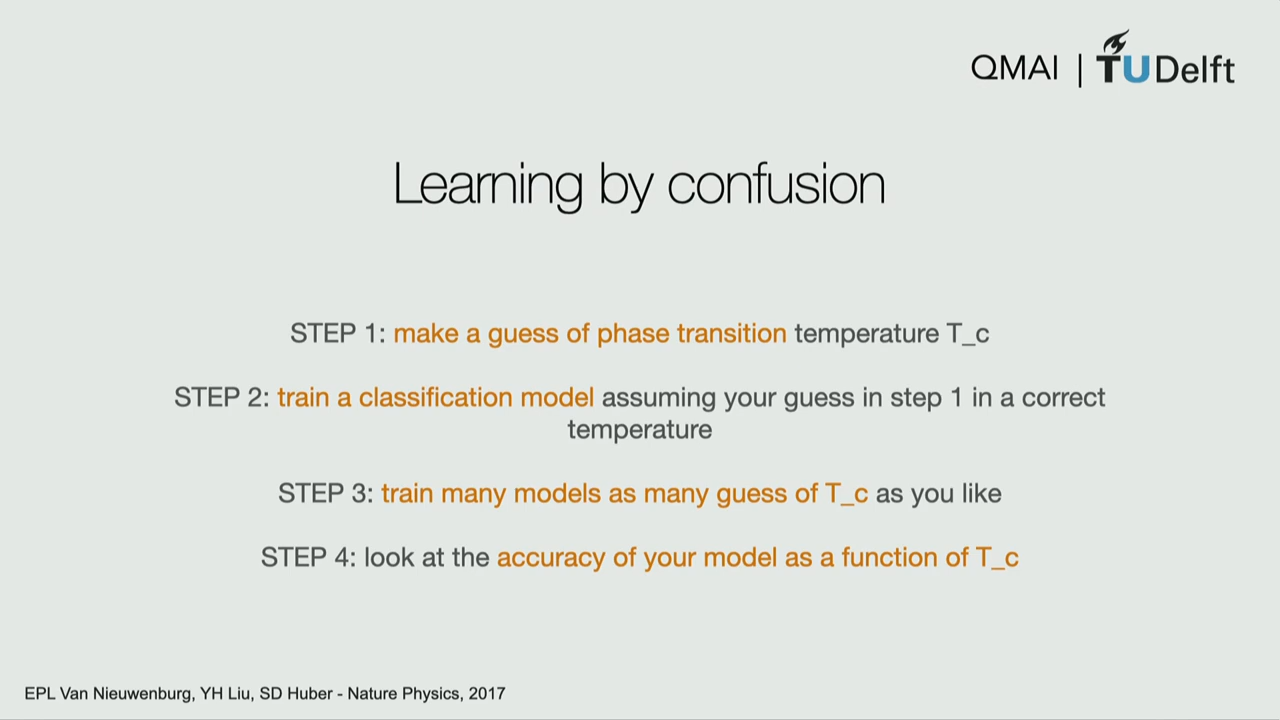 QMAI | TUDelft
Learning by confusion
STEP 1: make a guess of phase transition temperature T_c
STEP 2: train a classification model assuming your guess in step 1 in a correct
temperature
STEP 3: train many models as many guess of T_c as you like
STEP 4: look at the accuracy of your model as a function of T_c
EPL Van Nieuwenburg, YH Liu, SD Huber - Nature Physics, 2017